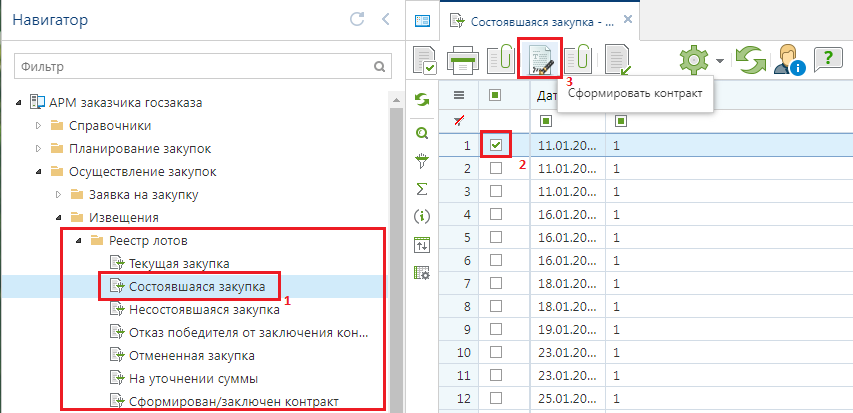 Навигатор
Фильтр
АРМ заказчика госзаказа
Справочники
Планирование закупок
Осуществление закупок
Заявка на закупку
Извещения
Реестр лотов
Текущая закупка
Состоявшаяся закупка
1
Несостоявшаяся закупка
Отказ победителя от заключения кон...
Отмененная закупка
На уточнении суммы
Сформирован/заключен контракт
Состоявшаяся закупка - ...
3
Сформировать контракт
Дат
1 11.01.20... 1
2
2 11.01.20... 1
3 11.01.20... 1
4 16.01.20... 1
5 16.01.20... 1
6 16.01.20... 1
7 18.01.20... 1
8 18.01.20... 1
9 19.01.20... 1
10 23.01.20... 1
11 23.01.20... 1
12 25.01.20... 1